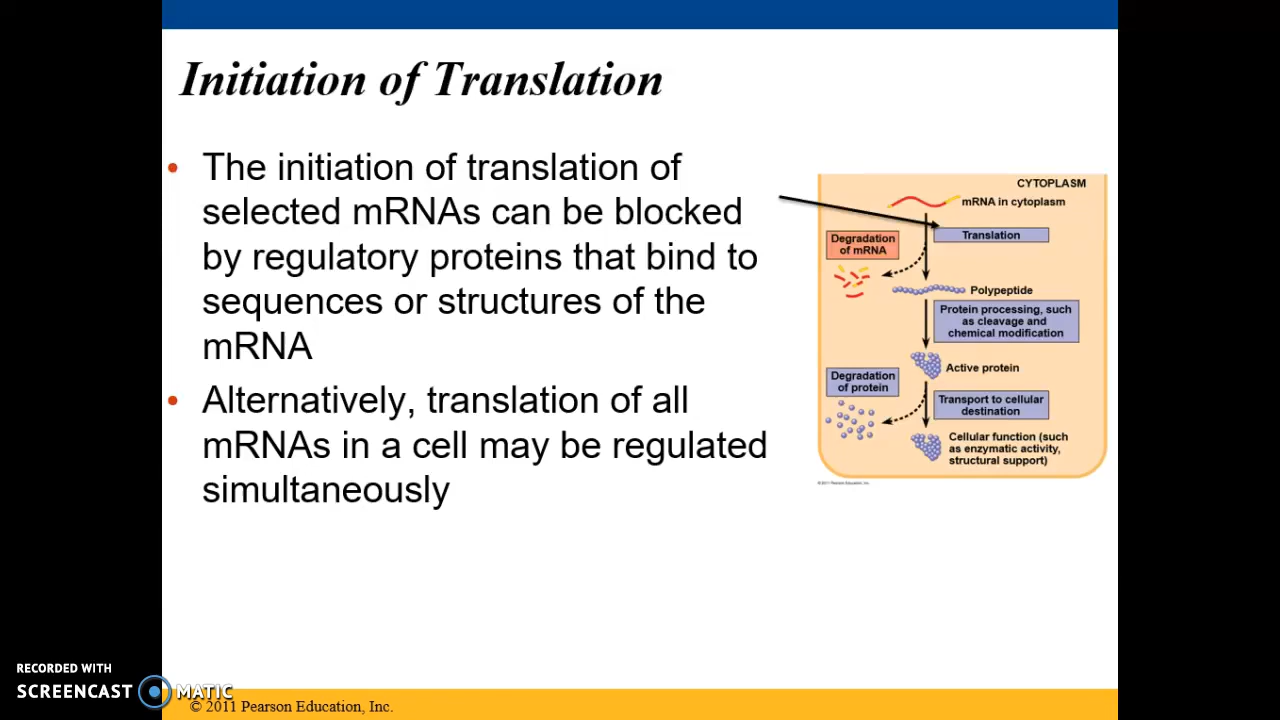 Initiation of Translation
• The initiation of translation of
selected mRNAs can be blocked
by regulatory proteins that bind to
sequences or structures of the
mRNA
• Alternatively, translation of all
mRNAs in a cell may be regulated
simultaneously
CYTOPLASM
mRNA in cytoplasm
Translation
Degradation
of mRNA
Polypeptide
Protein processing, such
as cleavage and
chemical modification
Active protein
Degradation
of protein
Transport to cellular
destination
Cellular function (such
as enzymatic activity,
structural support)
© 2011 Pearson Education, Inc.
RECORDED WITH
SCREENCAST MATIC
© 2011 Pearson Education, Inc.